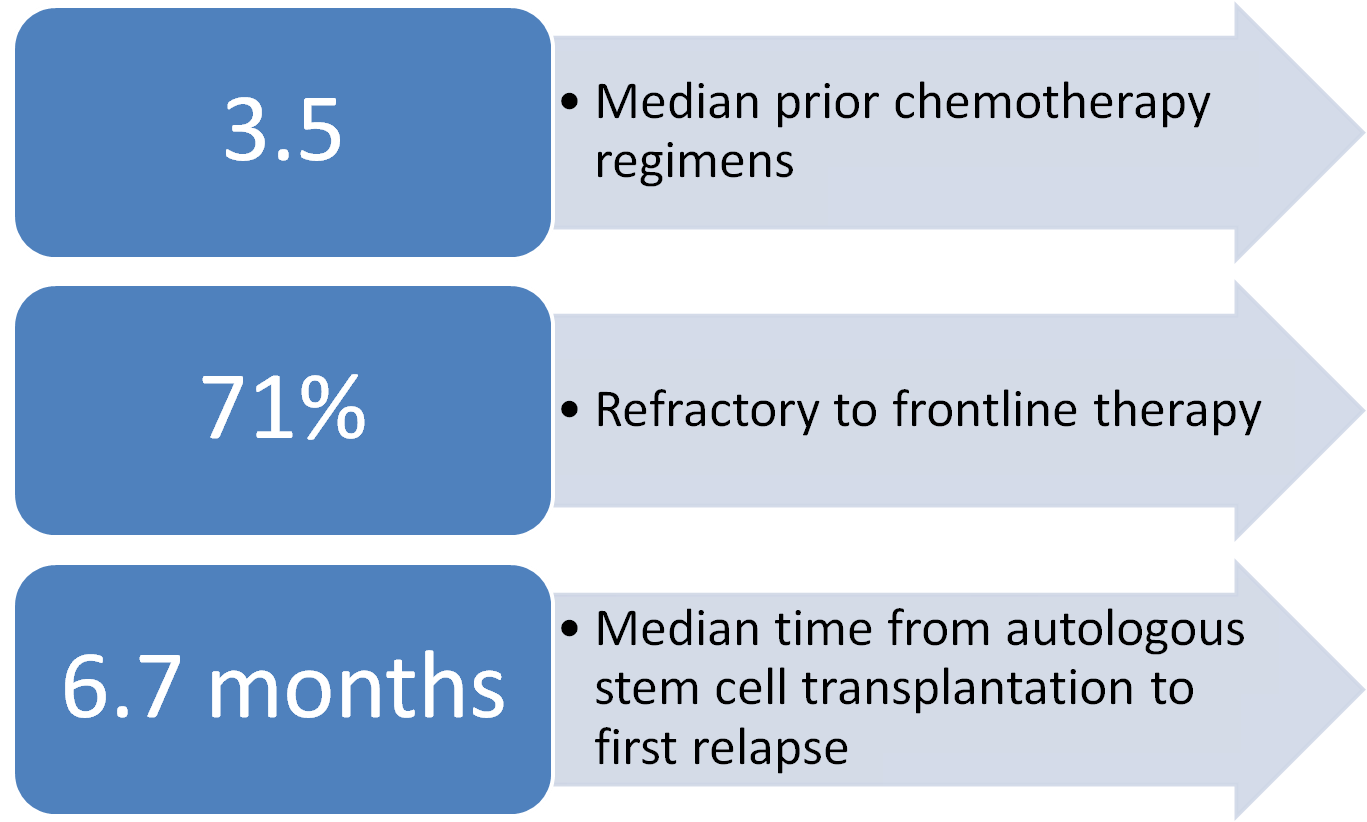 3.5
• Median prior chemotherapy
regimens
71%
• Refractory to frontline therapy
6.7 months
• Median time from autologous
stem cell transplantation to
first relapse